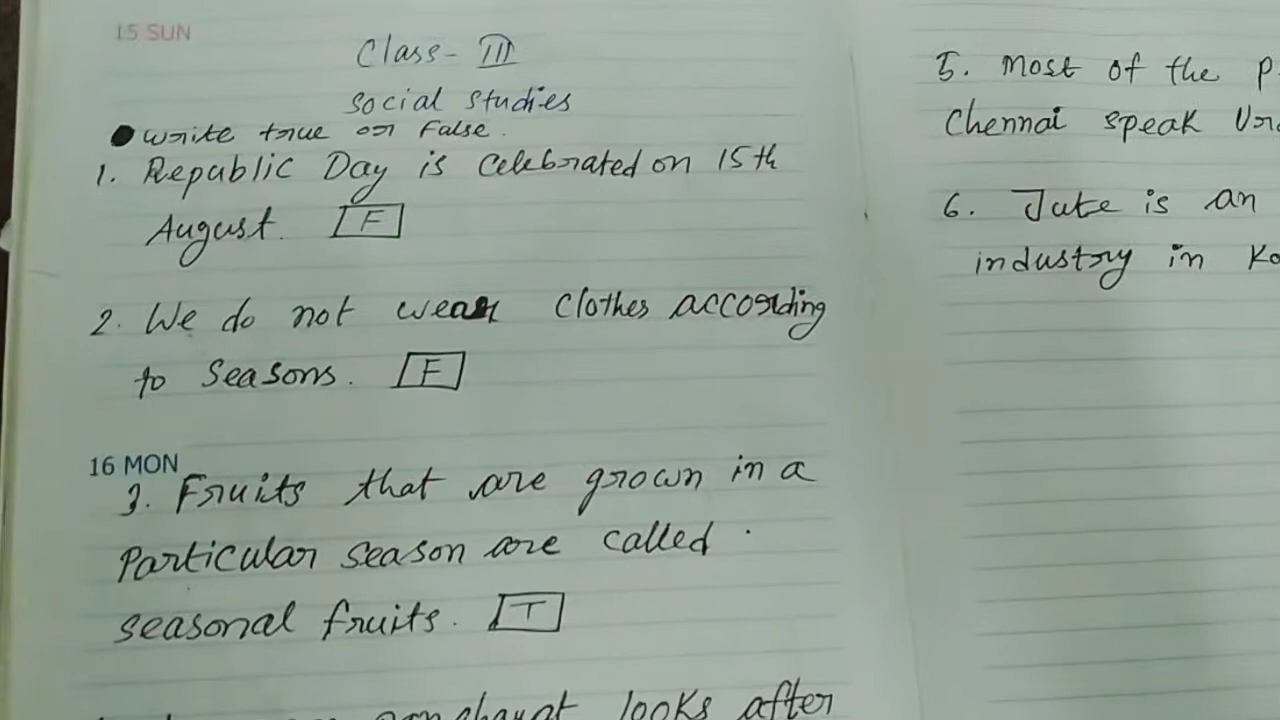 15 SUN
Class - III
Social Studies
Write true or False.
1. Republic Day is celebrated on 15th
August. F
2. We do not wear clothes according
to Seasons. F
16 MON
3. Fruits that are grown in a
Particular season are called
seasonal fruits. T
looks after
5. Most of the
Chennai speak
6. Jute is an
industry in